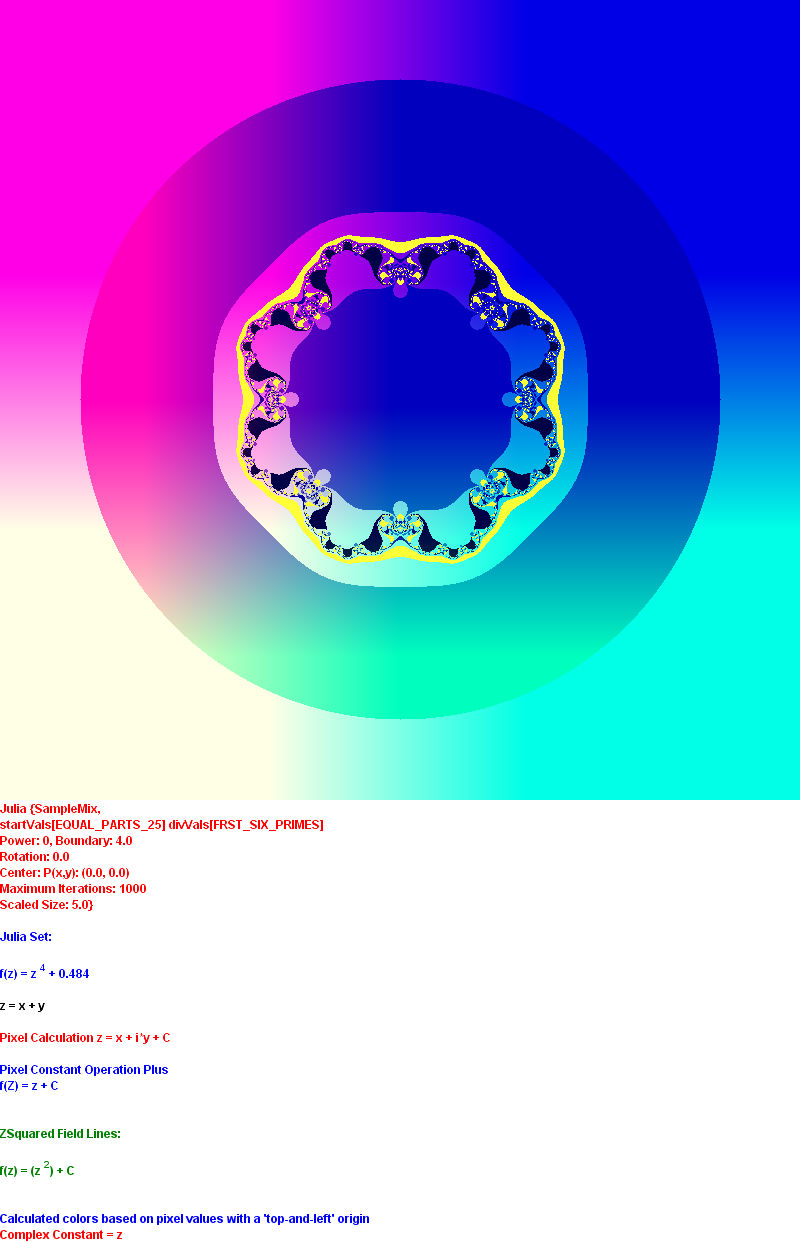 Julia {SampleMix,
startVals[EQUAL_PARTS_25] divVals[FRST_SIX_PRIMES]
Power: 0, Boundary: 4.0
Rotation: 0.0
Center: P(x,y): (0.0, 0.0)
Maximum Iterations: 1000
Scaled Size: 5.0}
Julia Set:
f(z) = z 4 + 0.484
z = x + y
Pixel Calculation z = x + i*y + C
Pixel Constant Operation Plus
f(Z) = z + C
ZSquared Field Lines:
f(z) = (z 2) + C
Calculated colors based on pixel values with a 'top-and-left' origin
Complex Constant = z